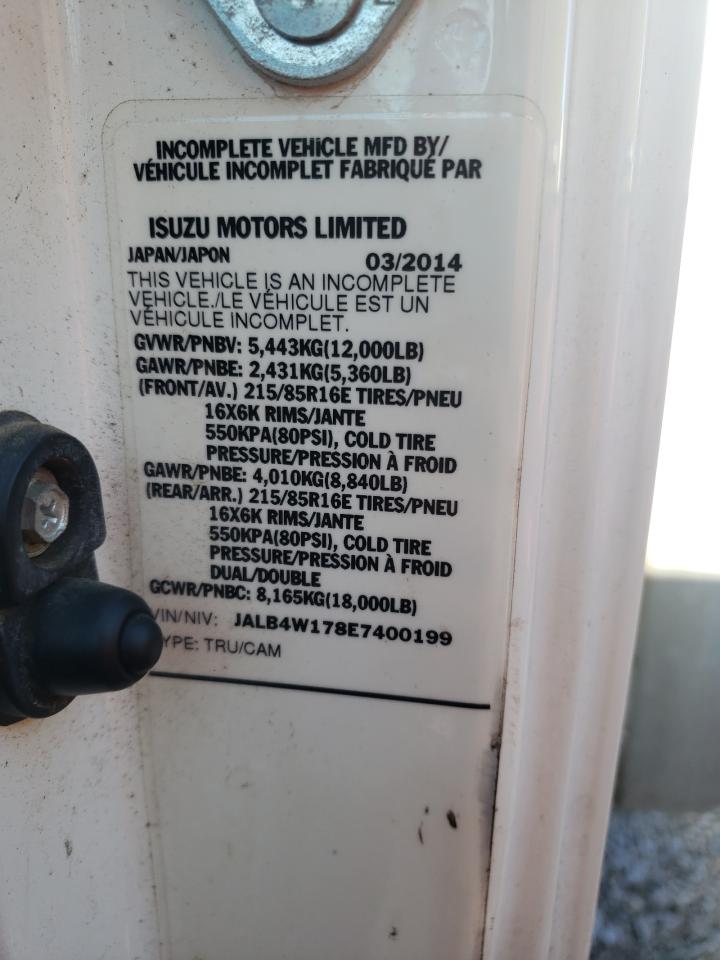 INCOMPLETE VEHICLE MFD BY/
VÉHICULE INCOMPLET FABRIQUÉ PAR
ISUZU MOTORS LIMITED
JAPAN/JAPON 03/2014
THIS VEHICLE IS AN INCOMPLETE
VEHICLE./LE VÉHICULE EST UN
VÉHICULE INCOMPLET.
GVWR/PNBV: 5,443KG(12,000LB)
GAWR/PNBE: 2,431KG(5,360LB)
(FRONT/AV.) 215/85R16E TIRES/PNEU
16X6K RIMS/JANTE
550KPA(80PSI), COLD TIRE
PRESSURE/PRESSION À FROID
GAWR/PNBE: 4,010KG(8,840LB)
(REAR/ARR.) 215/85R16E TIRES/PNEU
16X6K RIMS/JANTE
550KPA(80PSI), COLD TIRE
PRESSURE/PRESSION À FROID
DUAL/DOUBLE
GCWR/PNBC: 8,165KG(18,000LB)
VIN/NIV: JALB4W178E7400199
YPE: TRU/CAM